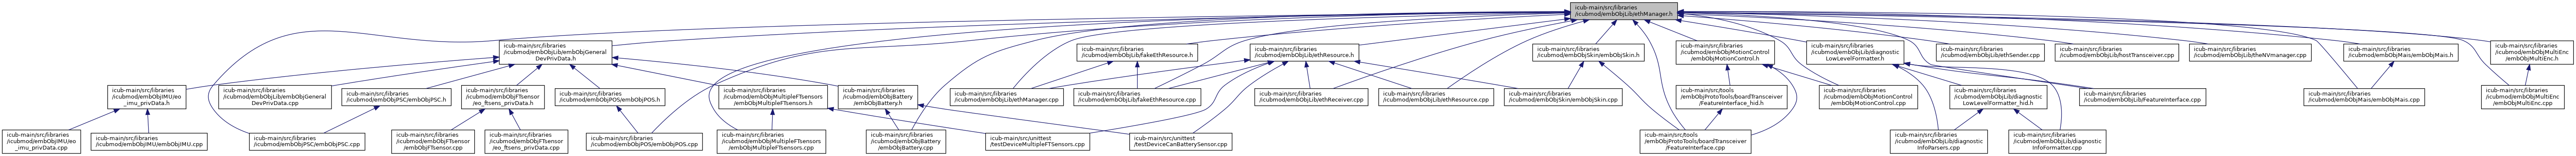 icub-main/src/libraries
/icubmod/embObjLib/ethManager.h
icub-main/src/libraries
/icubmod/embObjLib/embObjGeneral
DevPrivData.h
icub-main/src/libraries
/icubmod/embObjLib/fakeEthResource.h
icub-main/src/libraries
/icubmod/embObjLib/ethResource.h
icub-main/src/libraries
/icubmod/embObjSkin/embObjSkin.h
icub-main/src/libraries
/icubmod/embObjMotionControl
/embObjMotionControl.h
icub-main/src/libraries
/icubmod/embObjLib/diagnostic
LowLevelFormatter.h
icub-main/src/libraries
/icubmod/embObjLib/ethSender.cpp
icub-main/src/libraries
/icubmod/embObjLib/hostTransceiver.cpp
icub-main/src/libraries
/icubmod/embObjLib/theNVmanager.cpp
icub-main/src/libraries
/icubmod/embObjMais/embObjMais.h
icub-main/src/libraries
/icubmod/embObjMultiEnc
/embObjMultiEnc.h
icub-main/src/libraries
/icubmod/embObjIMU/eo
_imu_privData.h
icub-main/src/libraries
/icubmod/embObjLib/embObjGeneral
DevPrivData.cpp
icub-main/src/libraries
/icubmod/embObjPSC/embObjPSC.h
icub-main/src/libraries
/icubmod/embObjFTsensor
/eo_ftsens_privData.h
icub-main/src/libraries
/icubmod/embObjPOS/embObjPOS.h
icub-main/src/libraries
/icubmod/embObjMultipleFTsensors
/embObjMultipleFTsensors.h
icub-main/src/libraries
/icubmod/embObjBattery
/embObjBattery.h
icub-main/src/libraries
/icubmod/embObjLib/ethManager.cpp
icub-main/src/libraries
/icubmod/embObjLib/fakeEthResource.cpp
icub-main/src/libraries
/icubmod/embObjLib/ethReceiver.cpp
icub-main/src/libraries
/icubmod/embObjLib/ethResource.cpp
icub-main/src/libraries
/icubmod/embObjSkin/embObjSkin.cpp
icub-main/src/tools
/embObjProtoTools/boardTransceiver
/FeatureInterface_hid.h
icub-main/src/libraries
/icubmod/embObjMotionControl
/embObjMotionControl.cpp
icub-main/src/libraries
/icubmod/embObjLib/diagnostic
LowLevelFormatter_hid.h
icub-main/src/libraries
/icubmod/embObjLib/FeatureInterface.cpp
icub-main/src/libraries
/icubmod/embObjMais/embObjMais.cpp
icub-main/src/libraries
/icubmod/embObjMultiEnc
/embObjMultiEnc.cpp
icub-main/src/libraries
/icubmod/embObjIMU/eo
_imu_privData.cpp
icub-main/src/libraries
/icubmod/embObjIMU/embObjIMU.cpp
icub-main/src/libraries
/icubmod/embObjPSC/embObjPSC.cpp
icub-main/src/libraries
/icubmod/embObjFTsensor
/embObjFTsensor.cpp
icub-main/src/libraries
/icubmod/embObjFTsensor
/eo_ftsens_privData.cpp
icub-main/src/libraries
/icubmod/embObjPOS/embObjPOS.cpp
icub-main/src/libraries
/icubmod/embObjMultipleFTsensors
/embObjMultipleFTsensors.cpp
icub-main/src/libraries
/icubmod/embObjBattery
/embObjBattery.cpp
icub-main/src/unittest
/testDeviceMultipleFTSensors.cpp
icub-main/src/unittest
/testDeviceCanBatterySensor.cpp
icub-main/src/tools
/embObjProtoTools/boardTransceiver
/FeatureInterface.cpp
icub-main/src/libraries
/icubmod/embObjLib/diagnostic
InfoParsers.cpp
icub-main/src/libraries
/icubmod/embObjLib/diagnostic
InfoFormatter.cpp